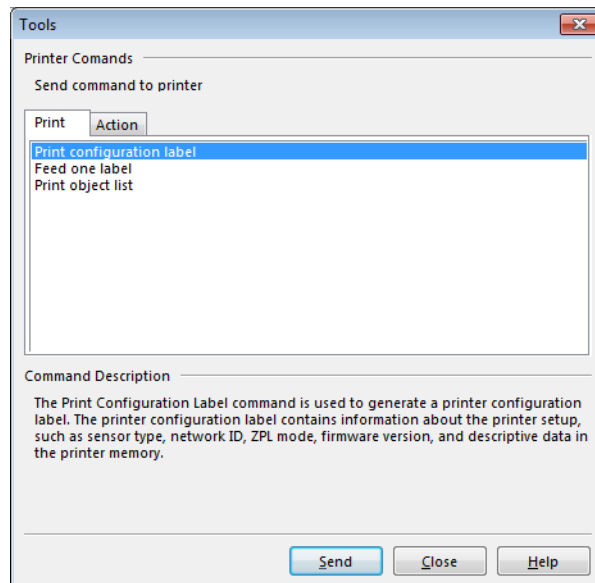 Tools
Printer Comands
Send command to printer
Print
Action
Print configuration label
Feed one label
Print object list
Command Description
The Print Configuration Label command is used to generate a printer configuration
label. The printer configuration label contains information about the printer setup,
such as sensor type, network ID, ZPL mode, firmware version, and descriptive data in
the printer memory.
Send
Close
Help